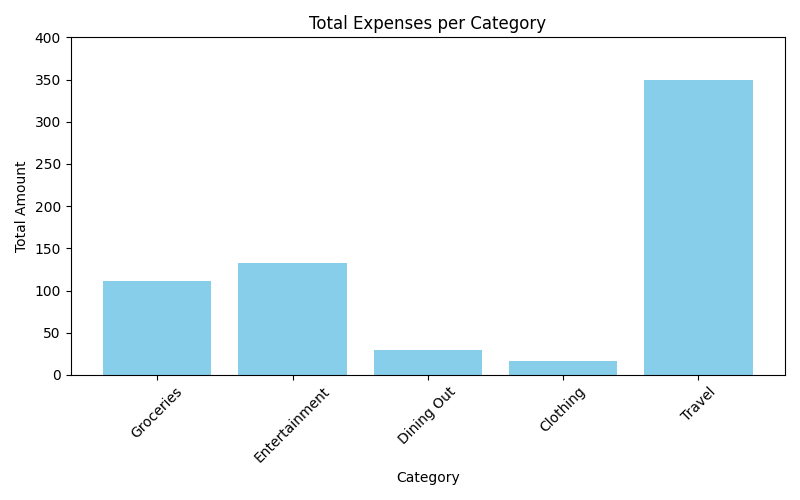 Total Expenses per Category
Total Amount
400
350
300
250
200
150
100
50
0
Groceries
Entertainment
Dining Out
Clothing
Travel
Category